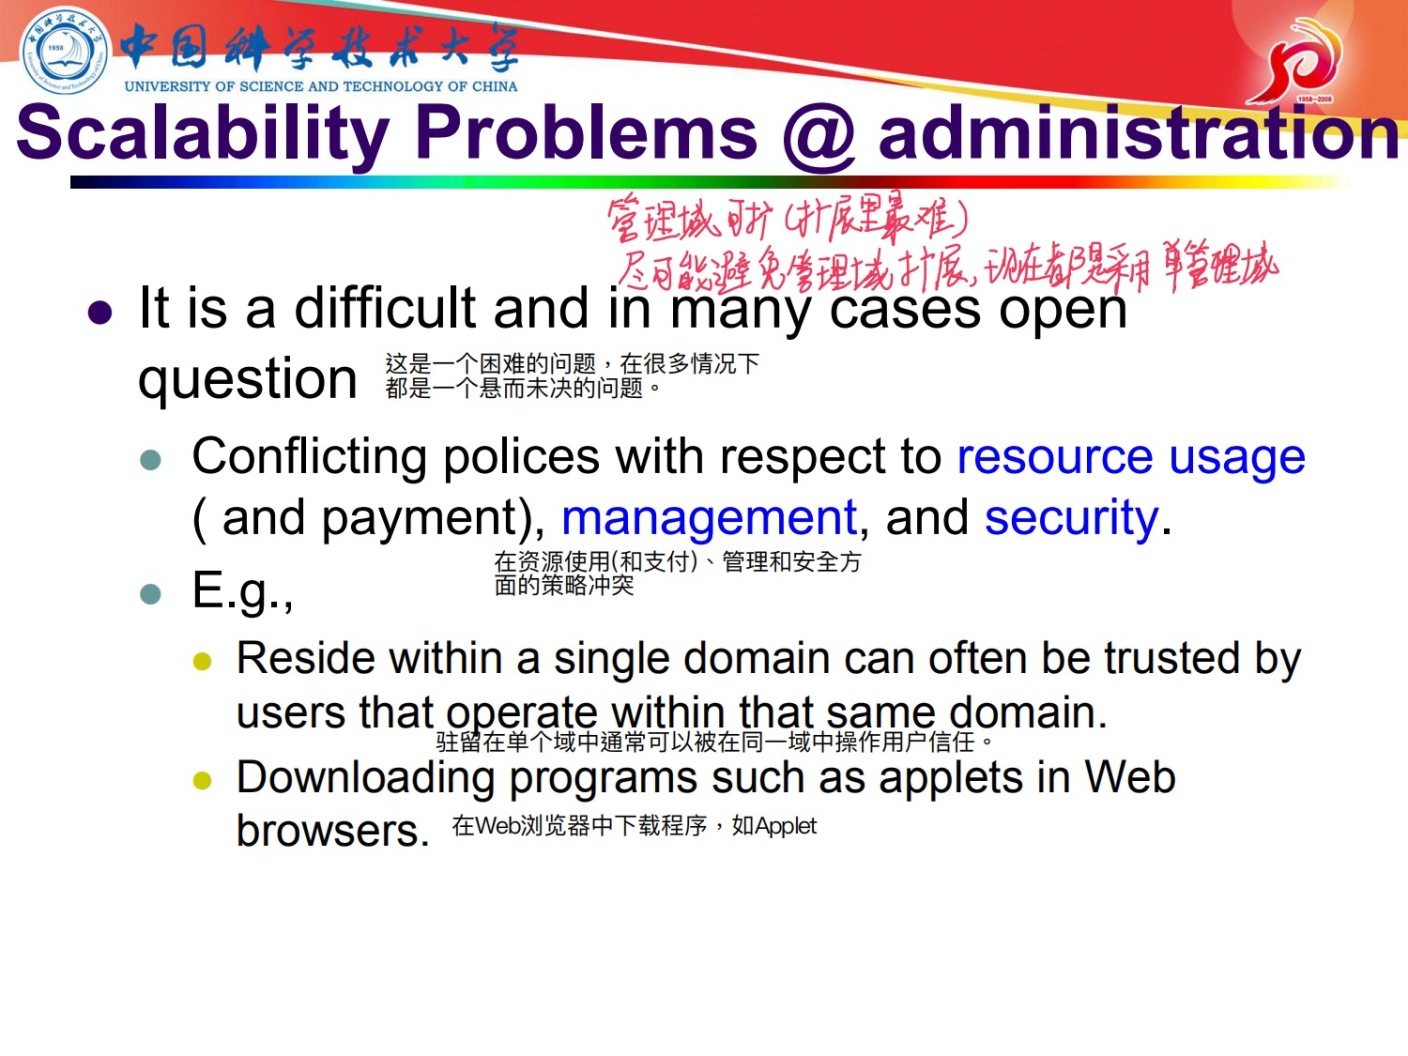 中国科学技术大学
UNIVERSITY OF SCIENCE AND TECHNOLOGY OF CHINA
1958
1958—2008
Scalability Problems @ administration
管理域可扩(扩展里最难)
尽可能避免管理域扩展,现在都是采用单管理域
It is a difficult and in many cases open
question
这是一个困难的问题，在很多情况下
都是一个悬而未决的问题。
Conflicting polices with respect to resource usage
( and payment), management, and security.
在资源使用(和支付)、管理和安全方
面的策略冲突
E.g.,
Reside within a single domain can often be trusted by
users that operate within that same domain.
驻留在单个域中通常可以被在同一域中操作用户信任。
Downloading programs such as applets in Web
browsers.
在Web浏览器中下载程序，如Applet